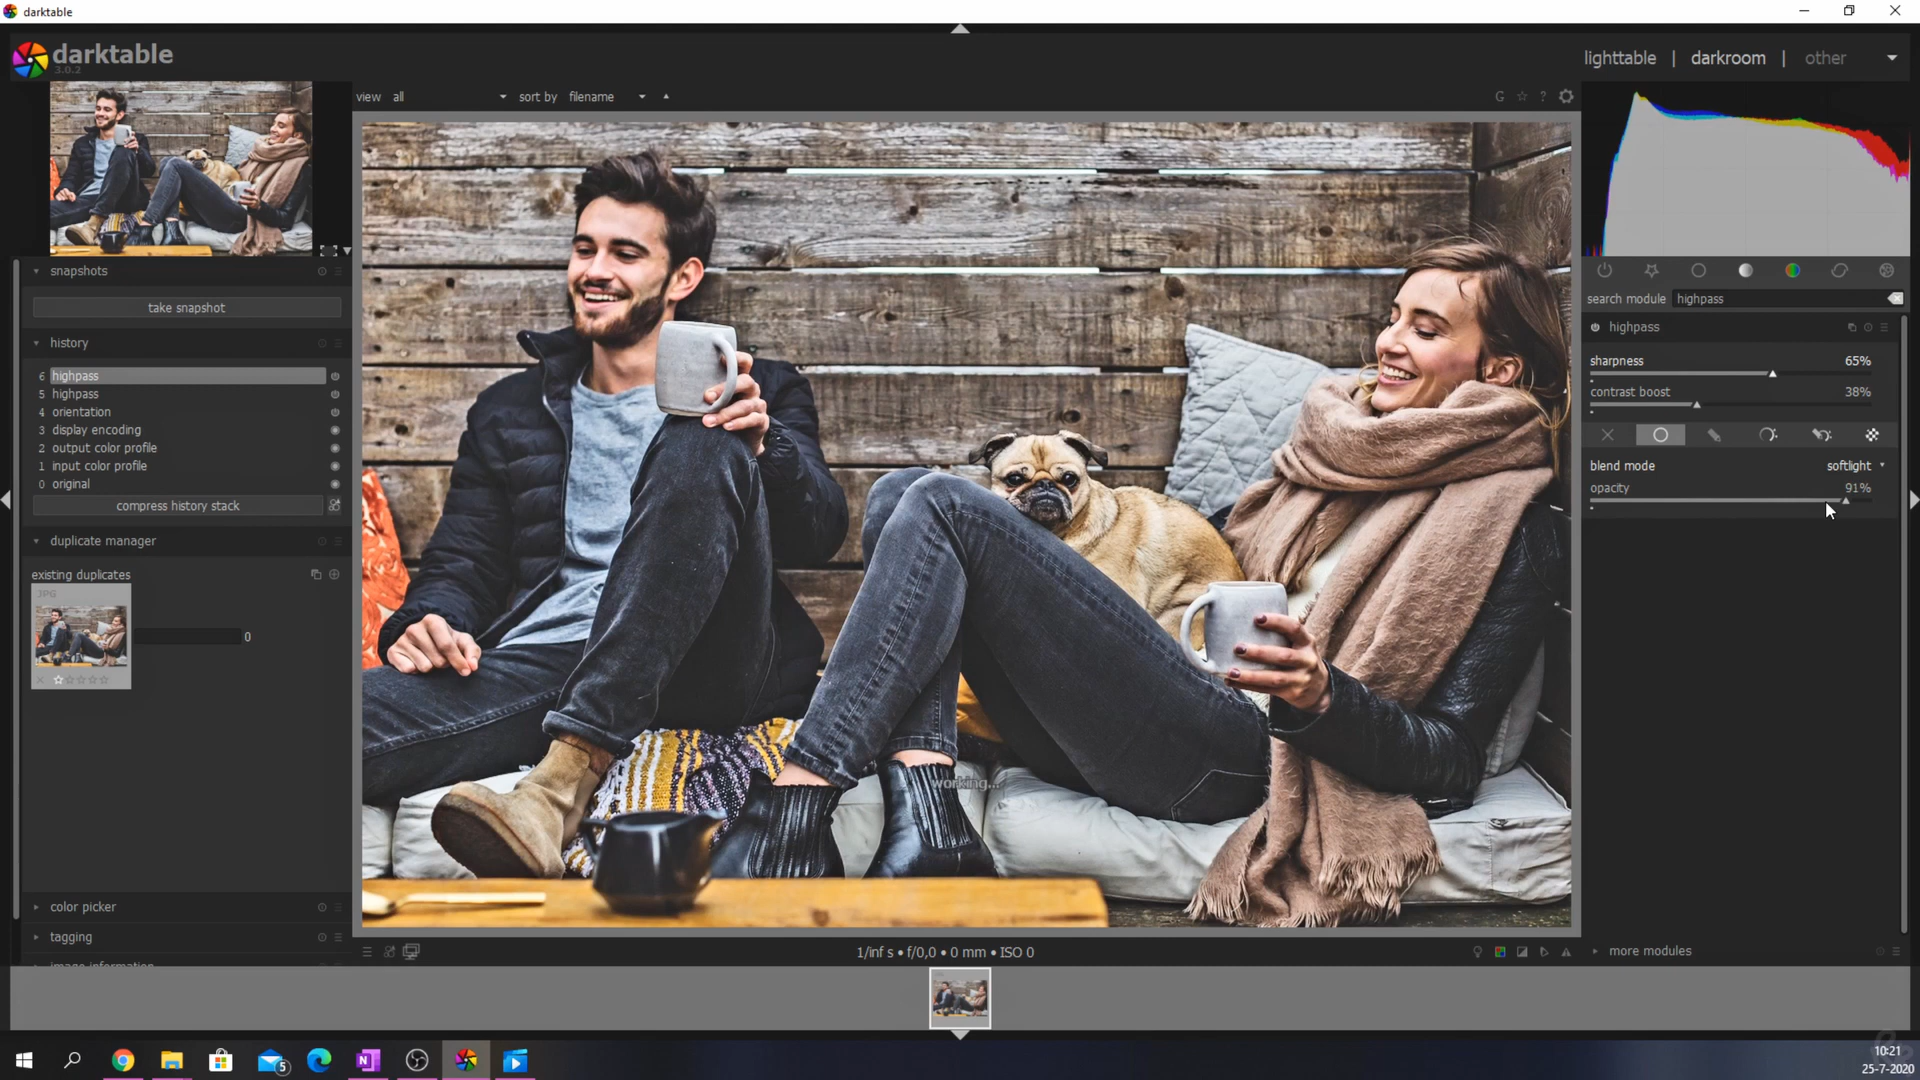 darktable
darktable
3.0.2
lighttable | darkroom | other
view all sort by filename
G ☆ ?
snapshots
take snapshot
history
6 highpass
5 highpass
4 orientation
3 display encoding
2 output color profile
1 input color profile
0 original
compress history stack
duplicate manager
existing duplicates
JPG
0
color picker
tagging
image information
working...
1/inf s • f/0,0 • 0 mm • ISO 0
search module highpass
highpass
sharpness 65%
contrast boost 38%
blend mode softlight
opacity 91%
more modules
5
10:21
25-7-2020